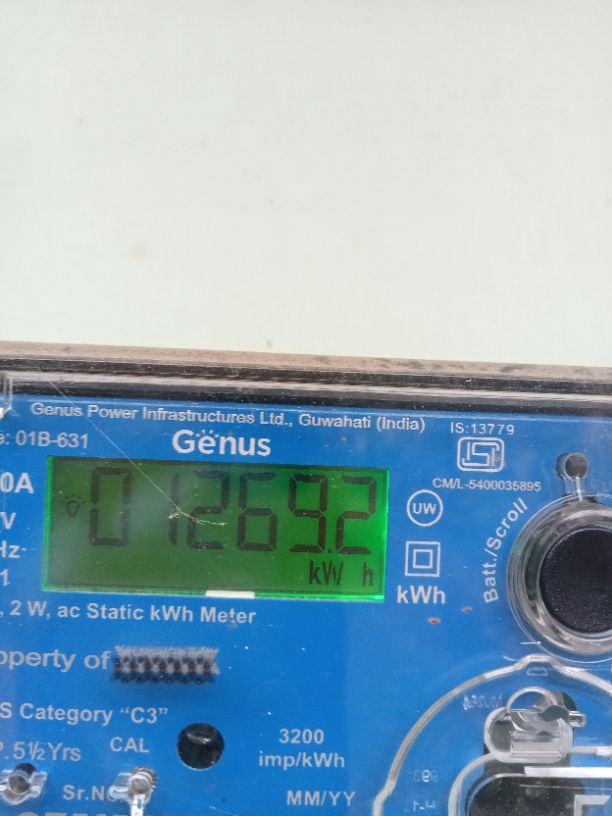 Genus Power Infrastructures Ltd., Guwahati (India)
IS:13779
: 01B-631
Genus
CM/L-5400035895
0A
V
Hz
1
01269.2
kW h
UW
kWh
Batt./Scroll
, 2 W, ac Static kWh Meter
operty of
S Category "C3"
P. 5½Yrs
CAL
3200
imp/kWh
Sr.No
MM/YY